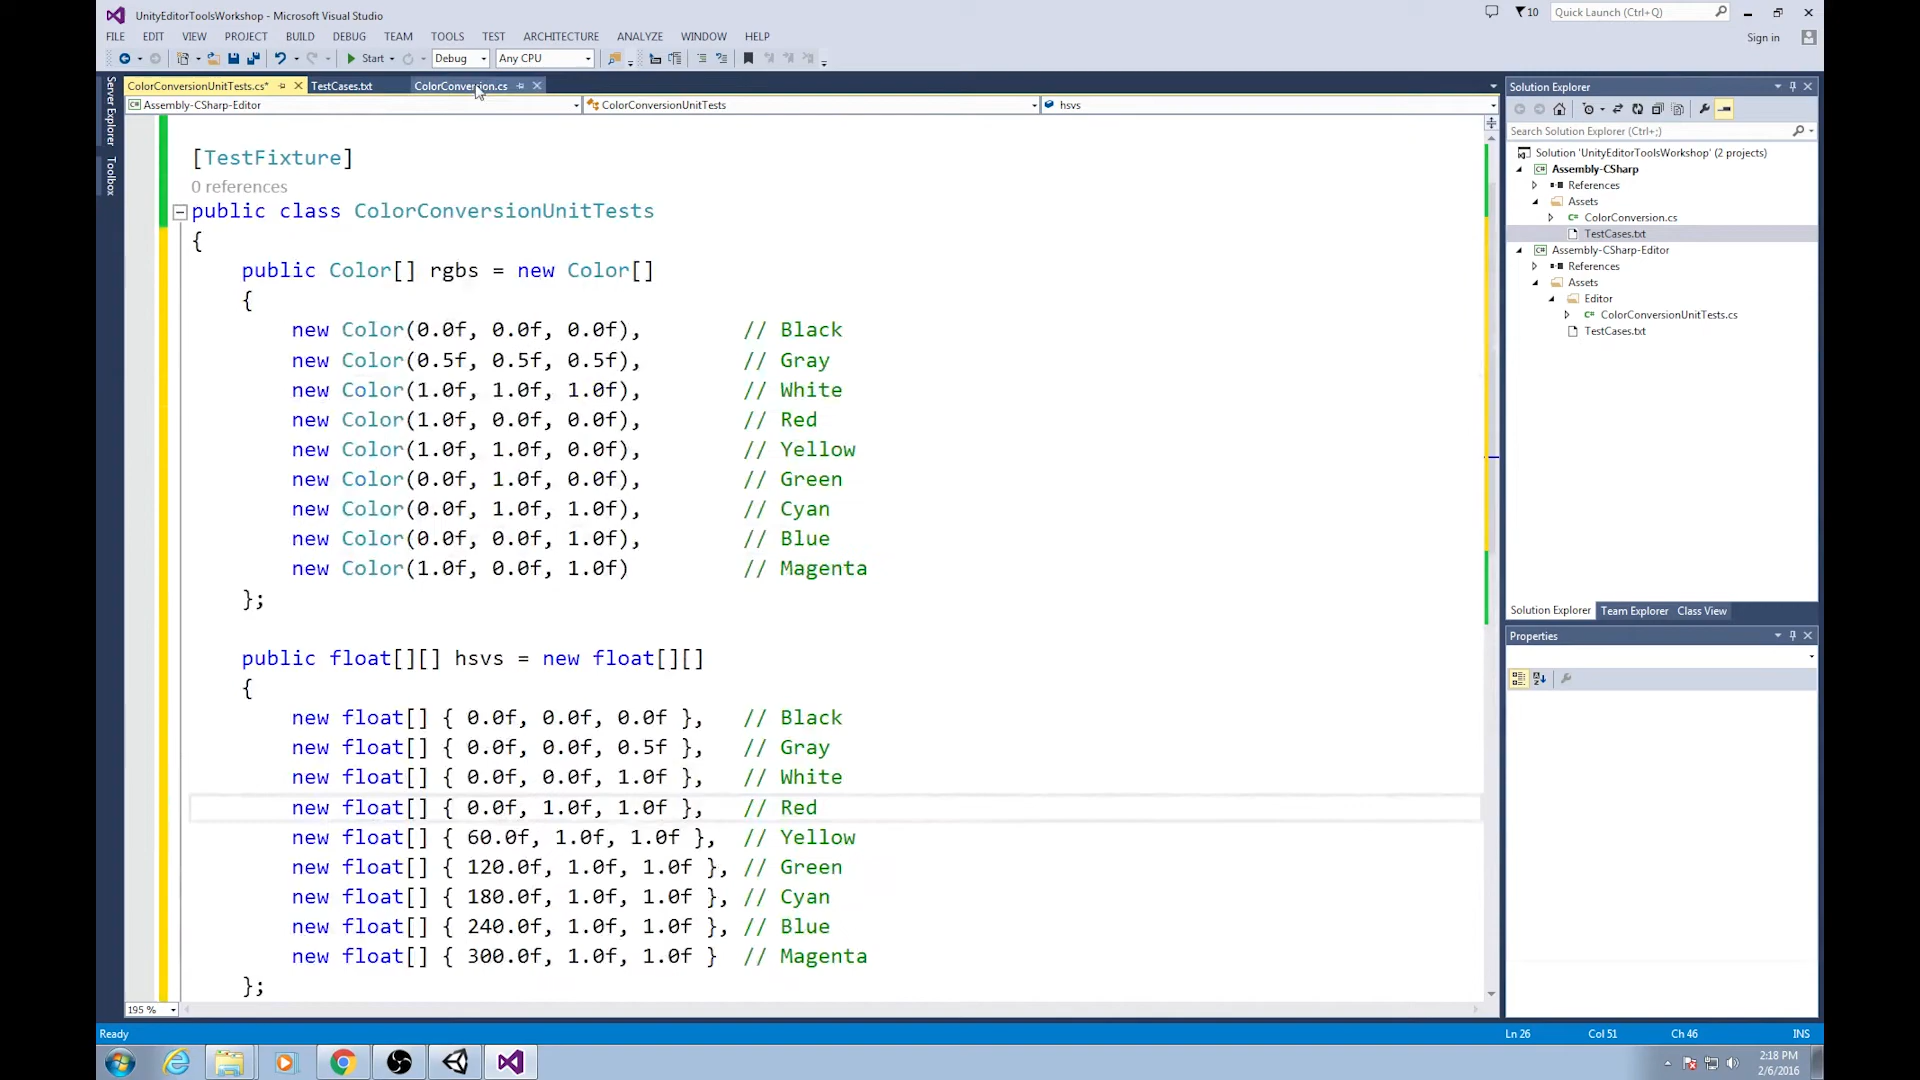 UnityEditorToolsWorkshop - Microsoft Visual Studio
10
Quick Launch (Ctrl+Q)
FILE EDIT VIEW PROJECT BUILD DEBUG TEAM TOOLS TEST ARCHITECTURE ANALYZE WINDOW HELP
Sign in
Start Debug Any CPU
Server Explorer
Toolbox
ColorConversionUnitTests.cs* TestCases.txt ColorConversion.cs
Assembly-CSharp-Editor ColorConversionUnitTests hsvs
[TestFixture]
0 references
public class ColorConversionUnitTests
{
public Color[] rgbs = new Color[]
{
new Color(0.0f, 0.0f, 0.0f), // Black
new Color(0.5f, 0.5f, 0.5f), // Gray
new Color(1.0f, 1.0f, 1.0f), // White
new Color(1.0f, 0.0f, 0.0f), // Red
new Color(1.0f, 1.0f, 0.0f), // Yellow
new Color(0.0f, 1.0f, 0.0f), // Green
new Color(0.0f, 1.0f, 1.0f), // Cyan
new Color(0.0f, 0.0f, 1.0f), // Blue
new Color(1.0f, 0.0f, 1.0f) // Magenta
};
public float[][] hsvs = new float[][]
{
new float[] { 0.0f, 0.0f, 0.0f }, // Black
new float[] { 0.0f, 0.0f, 0.5f }, // Gray
new float[] { 0.0f, 0.0f, 1.0f }, // White
new float[] { 0.0f, 1.0f, 1.0f }, // Red
new float[] { 60.0f, 1.0f, 1.0f }, // Yellow
new float[] { 120.0f, 1.0f, 1.0f }, // Green
new float[] { 180.0f, 1.0f, 1.0f }, // Cyan
new float[] { 240.0f, 1.0f, 1.0f }, // Blue
new float[] { 300.0f, 1.0f, 1.0f } // Magenta
};
195 %
Solution Explorer
Search Solution Explorer (Ctrl+;)
Solution 'UnityEditorToolsWorkshop' (2 projects)
Assembly-CSharp
References
Assets
ColorConversion.cs
TestCases.txt
Assembly-CSharp-Editor
References
Assets
Editor
ColorConversionUnitTests.cs
TestCases.txt
Solution Explorer Team Explorer Class View
Properties
Ready Ln 26 Col 51 Ch 46 INS
2:18 PM
2/6/2016